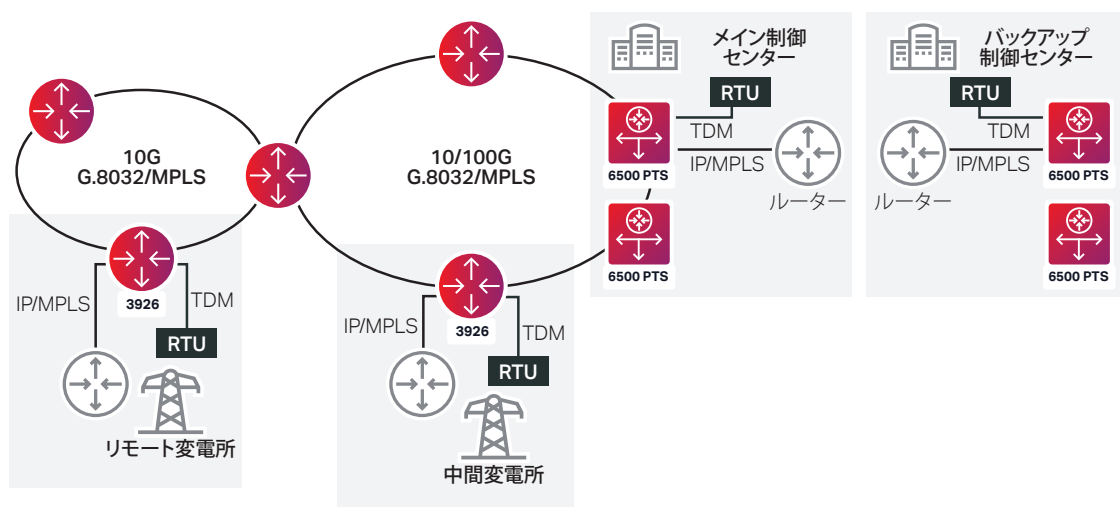 10G
G.8032/MPLS
3926
IP/MPLS
TDM
RTU
リモート変電所
10/100G
G.8032/MPLS
3926
IP/MPLS
TDM
RTU
中間変電所
メイン制御
センター
RTU
TDM
6500 PTS
IP/MPLS
ルーター
6500 PTS
バックアップ
制御センター
RTU
TDM
IP/MPLS
6500 PTS
ルーター
6500 PTS